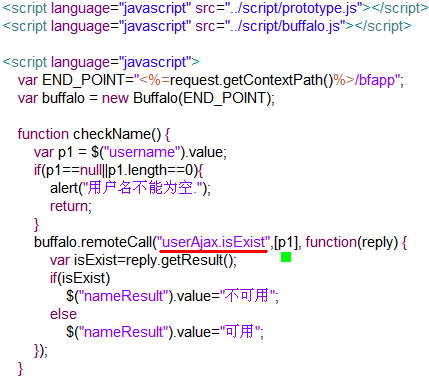 <script language="javascript" src="../script/prototype.js"></script>
<script language="javascript" src="../script/buffalo.js"></script>
<script language="javascript">
var END_POINT="<%=request.getContextPath()%>/bfapp";
var buffalo = new Buffalo(END_POINT);
function checkName() {
var p1 = $("username").value;
if(p1==null||p1.length==0){
alert("用户名不能为空.");
return;
}
buffalo.remoteCall("userAjax.isExist",[p1], function(reply) {
var isExist=reply.getResult();
if(isExist)
$("nameResult").value="不可用";
else
$("nameResult").value="可用";
});
}